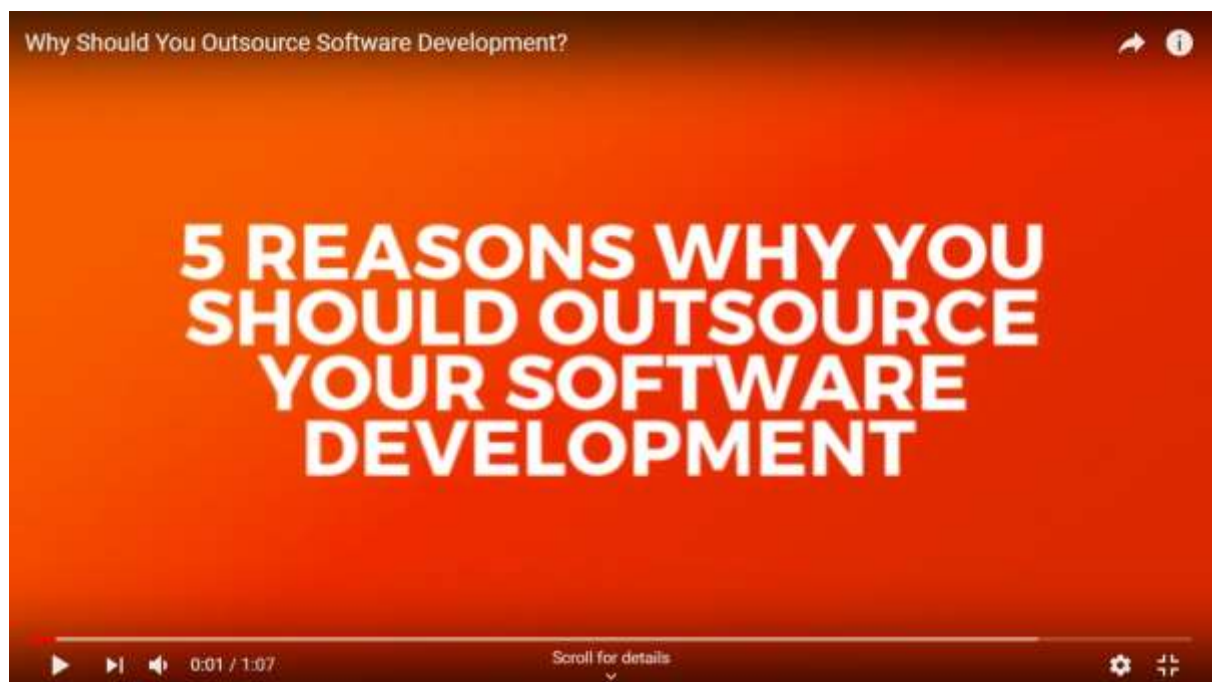 Why Should You Outsource Software Development?
5 REASONS WHY YOU
SHOULD OUTSOURCE
YOUR SOFTWARE
DEVELOPMENT
0:01 / 1:07
Scroll for details